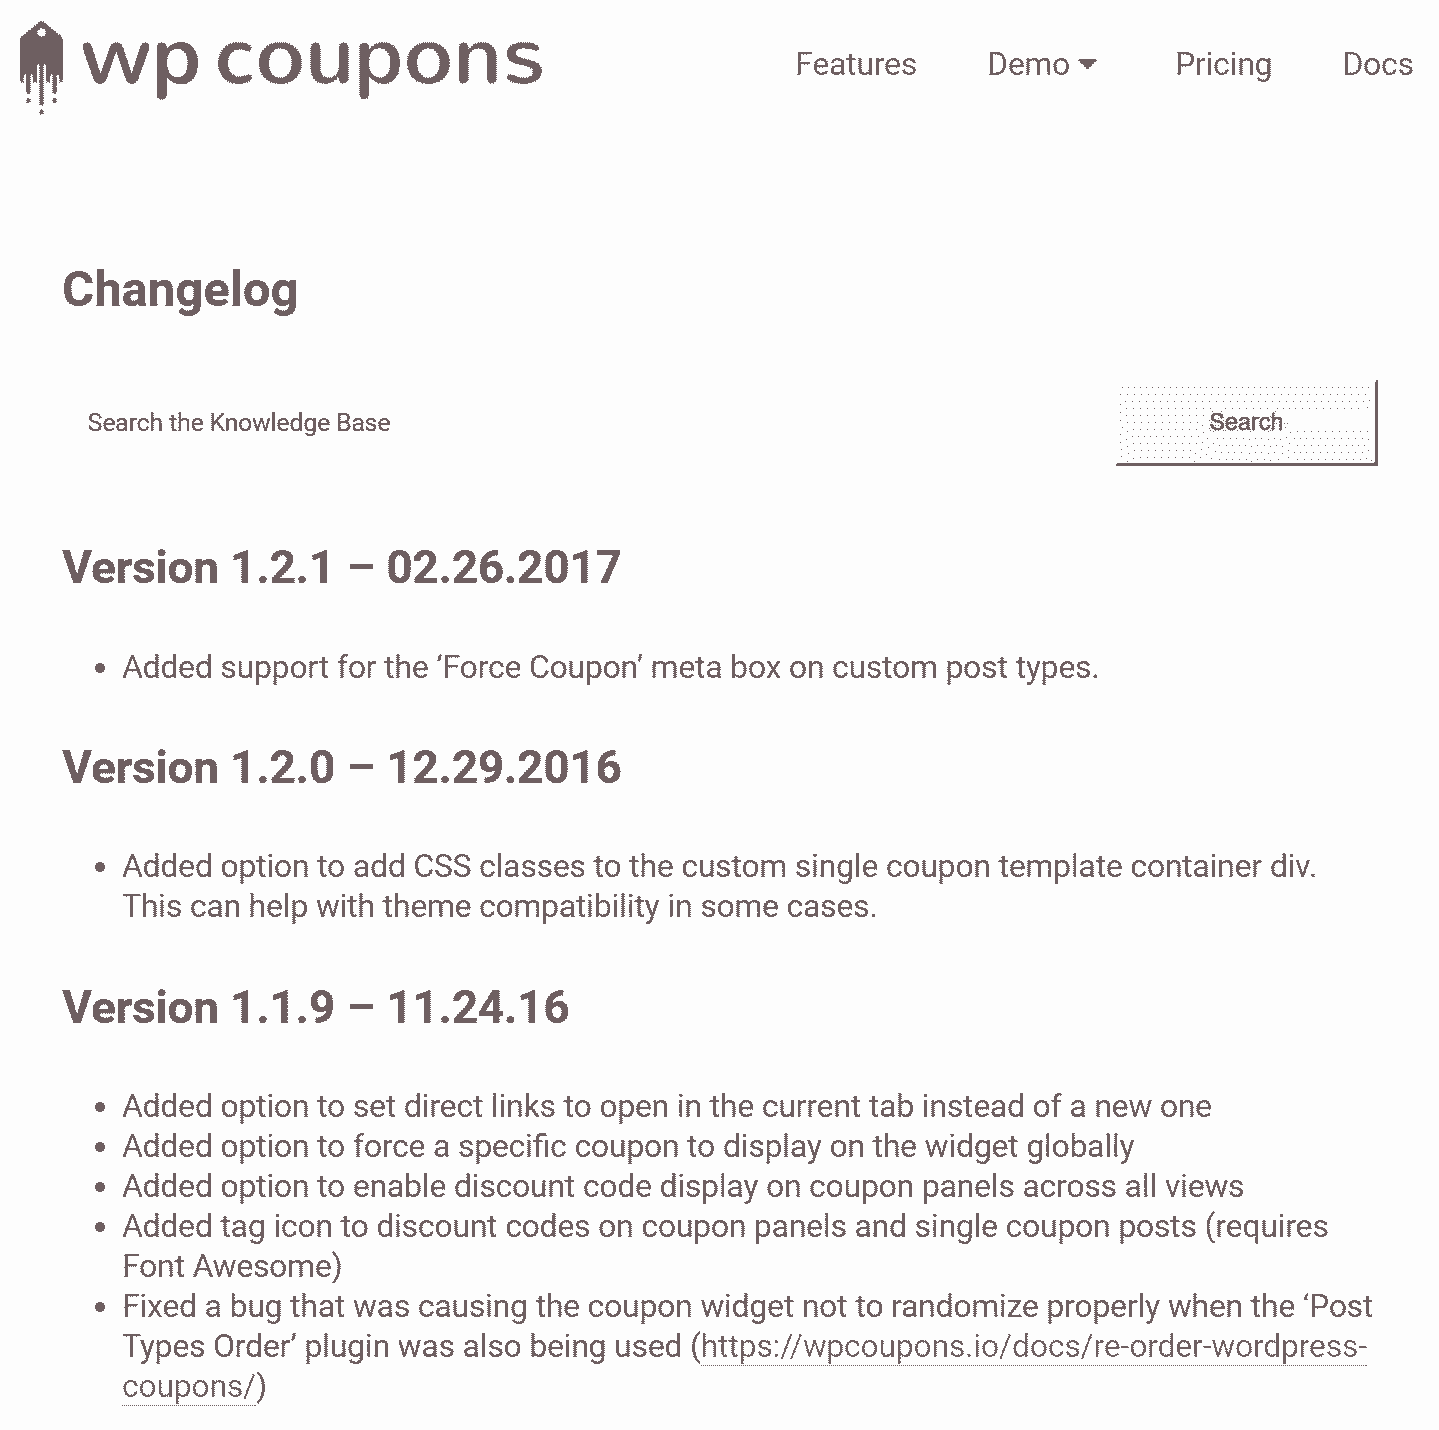 wp coupons
Features Demo Pricing Docs
Changelog
Search the Knowledge Base Search
Version 1.2.1 – 02.26.2017
• Added support for the ‘Force Coupon’ meta box on custom post types.
Version 1.2.0 – 12.29.2016
• Added option to add CSS classes to the custom single coupon template container div.
This can help with theme compatibility in some cases.
Version 1.1.9 – 11.24.16
• Added option to set direct links to open in the current tab instead of a new one
• Added option to force a specific coupon to display on the widget globally
• Added option to enable discount code display on coupon panels across all views
• Added tag icon to discount codes on coupon panels and single coupon posts (requires
Font Awesome)
• Fixed a bug that was causing the coupon widget not to randomize properly when the ‘Post
Types Order’ plugin was also being used (https://wpcoupons.io/docs/re-order-wordpress-
coupons/)